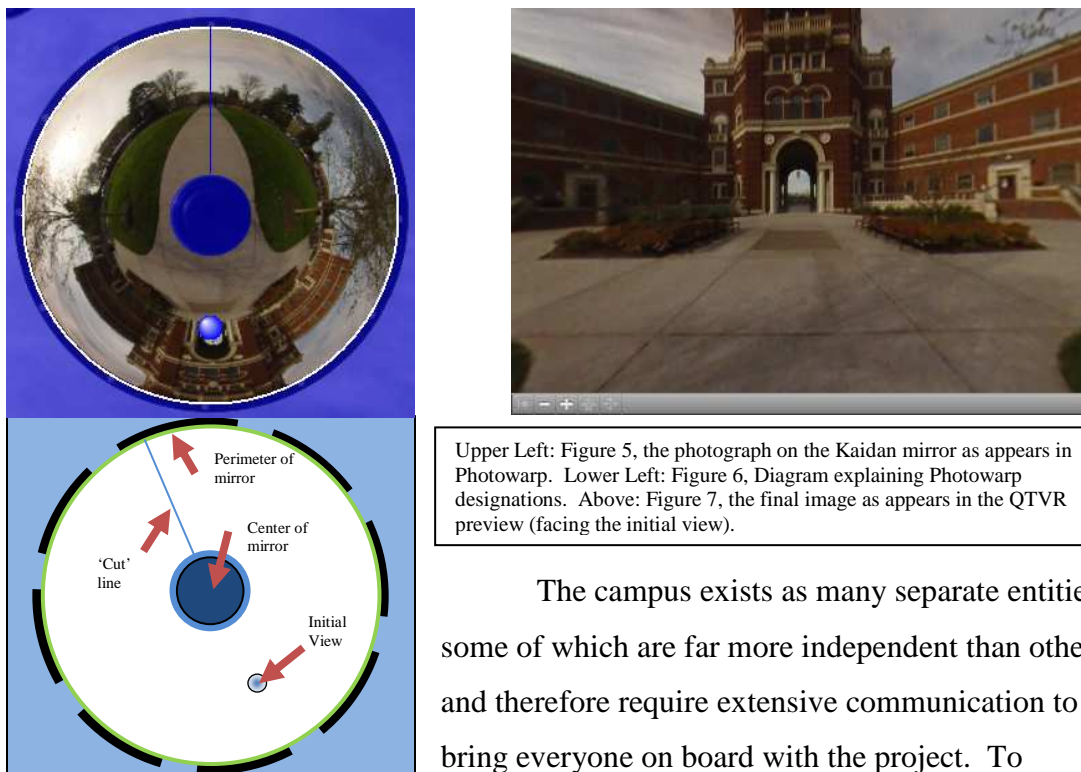 Perimeter of
mirror
Center of
mirror
‘Cut’
line
Initial
View
Upper Left: Figure 5, the photograph on the Kaidan mirror as appears in
Photowarp.  Lower Left: Figure 6, Diagram explaining Photowarp
designations.  Above: Figure 7, the final image as appears in the QTVR
preview (facing the initial view).
The campus exists as many separate entitie
some of which are far more independent than othe
and therefore require extensive communication to
bring everyone on board with the project.  To